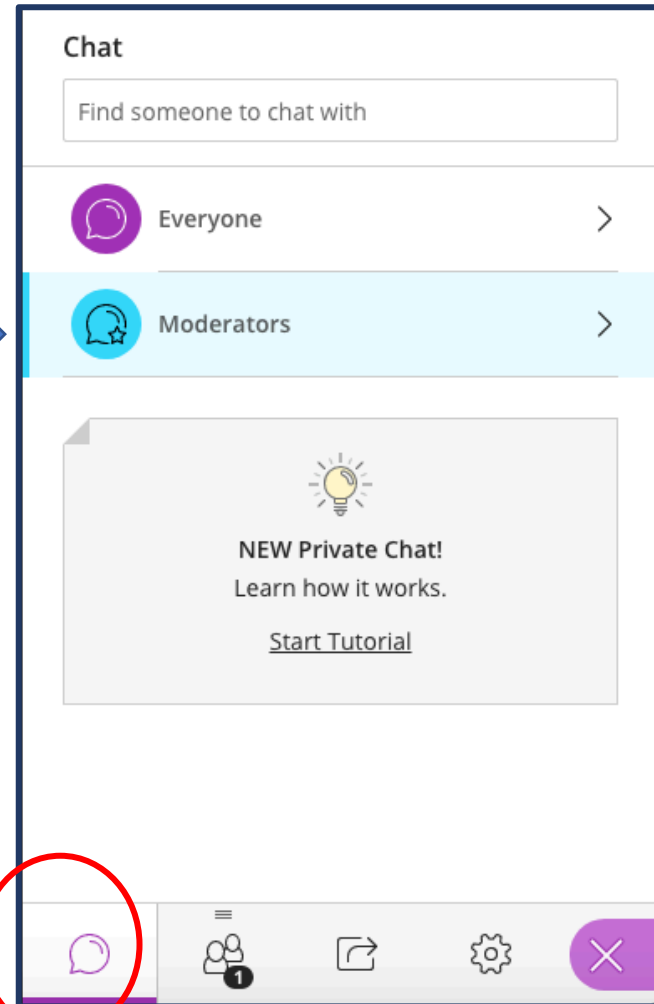 Chat
Find someone to chat with
Everyone
Moderators
NEW Private Chat!
Learn how it works.
Start Tutorial
1